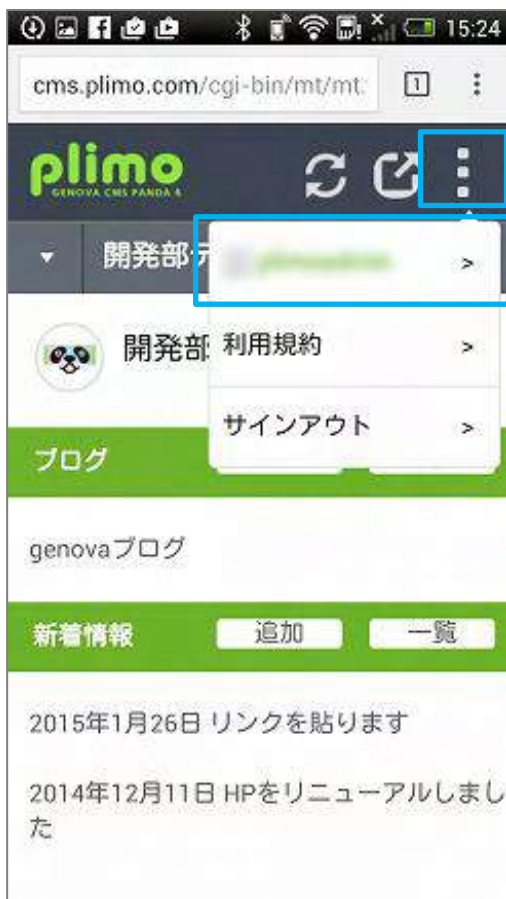 15:24
cms.plimo.com/cgi-bin/mt/mt
1
plimo
GENOVA CMS PANDA 4
開発部
>
開発部
利用規約 >
サインアウト >
ブログ
genovaブログ
新着情報 追加 一覧
2015年1月26日 リンクを貼ります
2014年12月11日 HPをリニューアルしまし
た